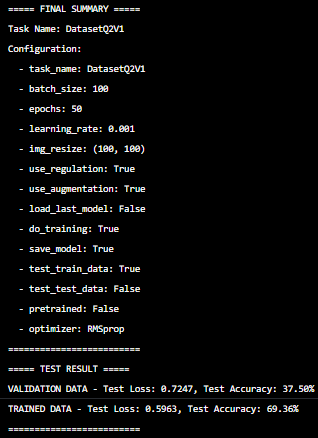 ===== FINAL SUMMARY =====
Task Name: DatasetQ2V1
Configuration:
- task_name: DatasetQ2V1
- batch_size: 100
- epochs: 50
- learning_rate: 0.001
- img_resize: (100, 100)
- use_regulation: True
- use_augmentation: True
- load_last_model: False
- do_training: True
- save_model: True
- test_train_data: True
- test_test_data: False
- pretrained: False
- optimizer: RMSprop
=========================
===== TEST RESULT =====
VALIDATION DATA - Test Loss: 0.7247, Test Accuracy: 37.50%
TRAINED DATA - Test Loss: 0.5963, Test Accuracy: 69.36%
=========================